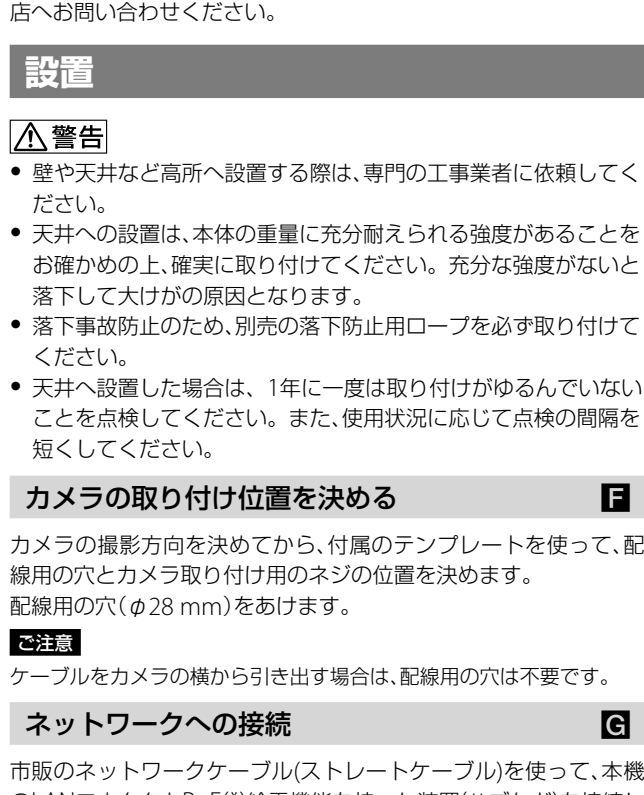 店へお問い合わせください。
設置
警告
• 壁や天井など高所へ設置する際は、専門の工事業者に依頼してく
ださい。
• 天井への設置は、本体の重量に充分耐えられる強度があることを
お確かめの上、確実に取り付けてください。充分な強度がないと
落下して大けがの原因となります。
• 落下事故防止のため、別売の落下防止用ロープを必ず取り付けて
ください。
• 天井へ設置した場合は、1年に一度は取り付けがゆるんでいない
ことを点検してください。また、使用状況に応じて点検の間隔を
短くしてください。
カメラの取り付け位置を決める F
カメラの撮影方向を決めてから、付属のテンプレートを使って、配
線用の穴とカメラ取り付け用のネジの位置を決めます。
配線用の穴(φ28 mm)をあけます。
ご注意
ケーブルをカメラの横から引き出す場合は、配線用の穴は不要です。
ネットワークへの接続 G
市販のネットワークケーブル(ストレートケーブル)を使って、本機